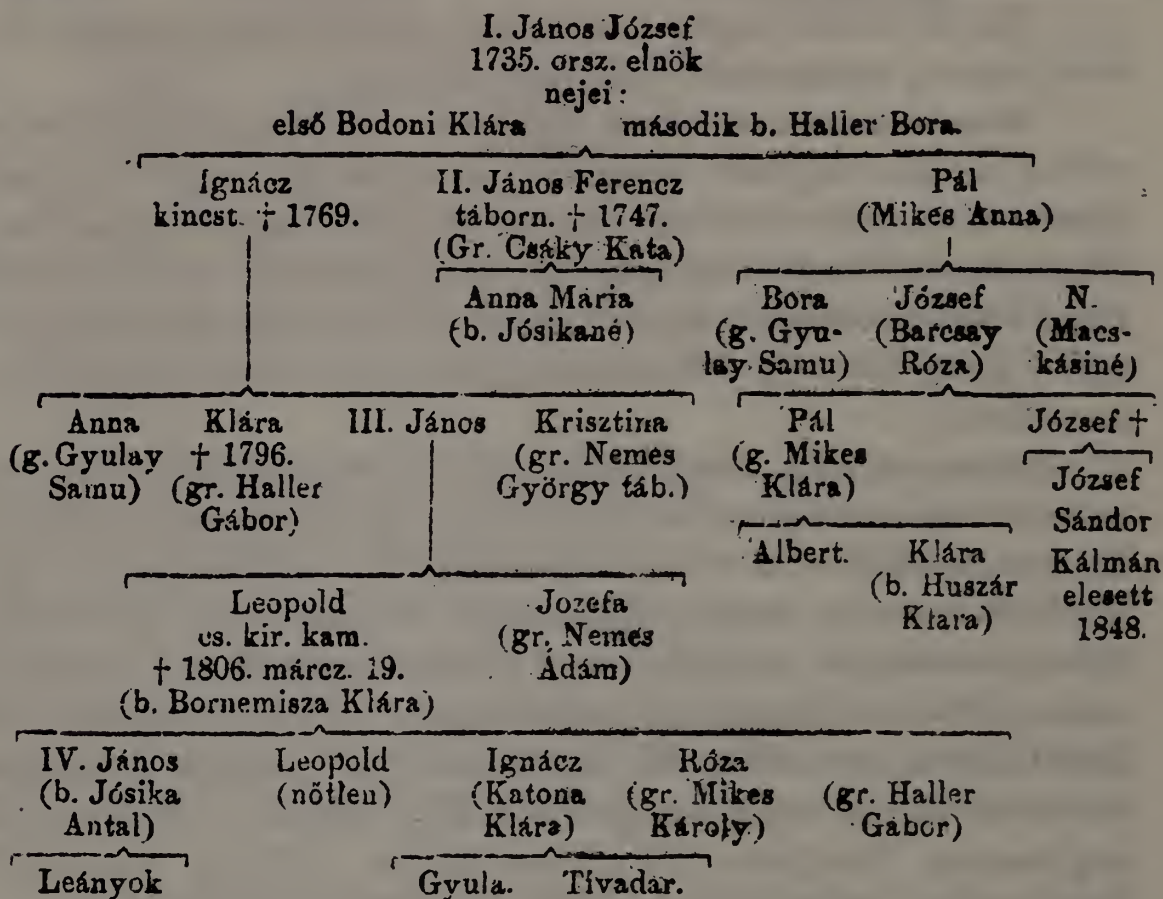 I. János József
1735. orsz. elnök
nejei:
első Bodoni Klára második b. Haller Bora.
Ignácz II. János Ferencz Pál
kincst. † 1769. táborn. † 1747. (Mikes Anna)
(Gr. Csáky Kata)
Anna Mária Bora József N.
(b. Jósikané) (g. Gyu- (Barcsay (Macs-
lay Samu) Róza) kásiné)
Anna Klára III. János Krisztina Pál József †
(g. Gyulay † 1796. (gr. Nemes (g. Mikes
Samu) (gr. Haller György táb.) Klára) József
Gábor) Sándor
Albert. Klára Kálmán
(b. Huszár elesett
Klara) 1848.
Leopold Jozefa
cs. kir. kam. (gr. Nemes
† 1806. márcz. 19. Ádám)
(b. Bornemisza Klára)
IV. János Leopold Ignácz Róza
(b. Jósika (nőtlen) (Katona (gr. Mikes (gr. Haller
Antal) Klára) Károly) Gábor)
Leányok Gyula. Tívadar.